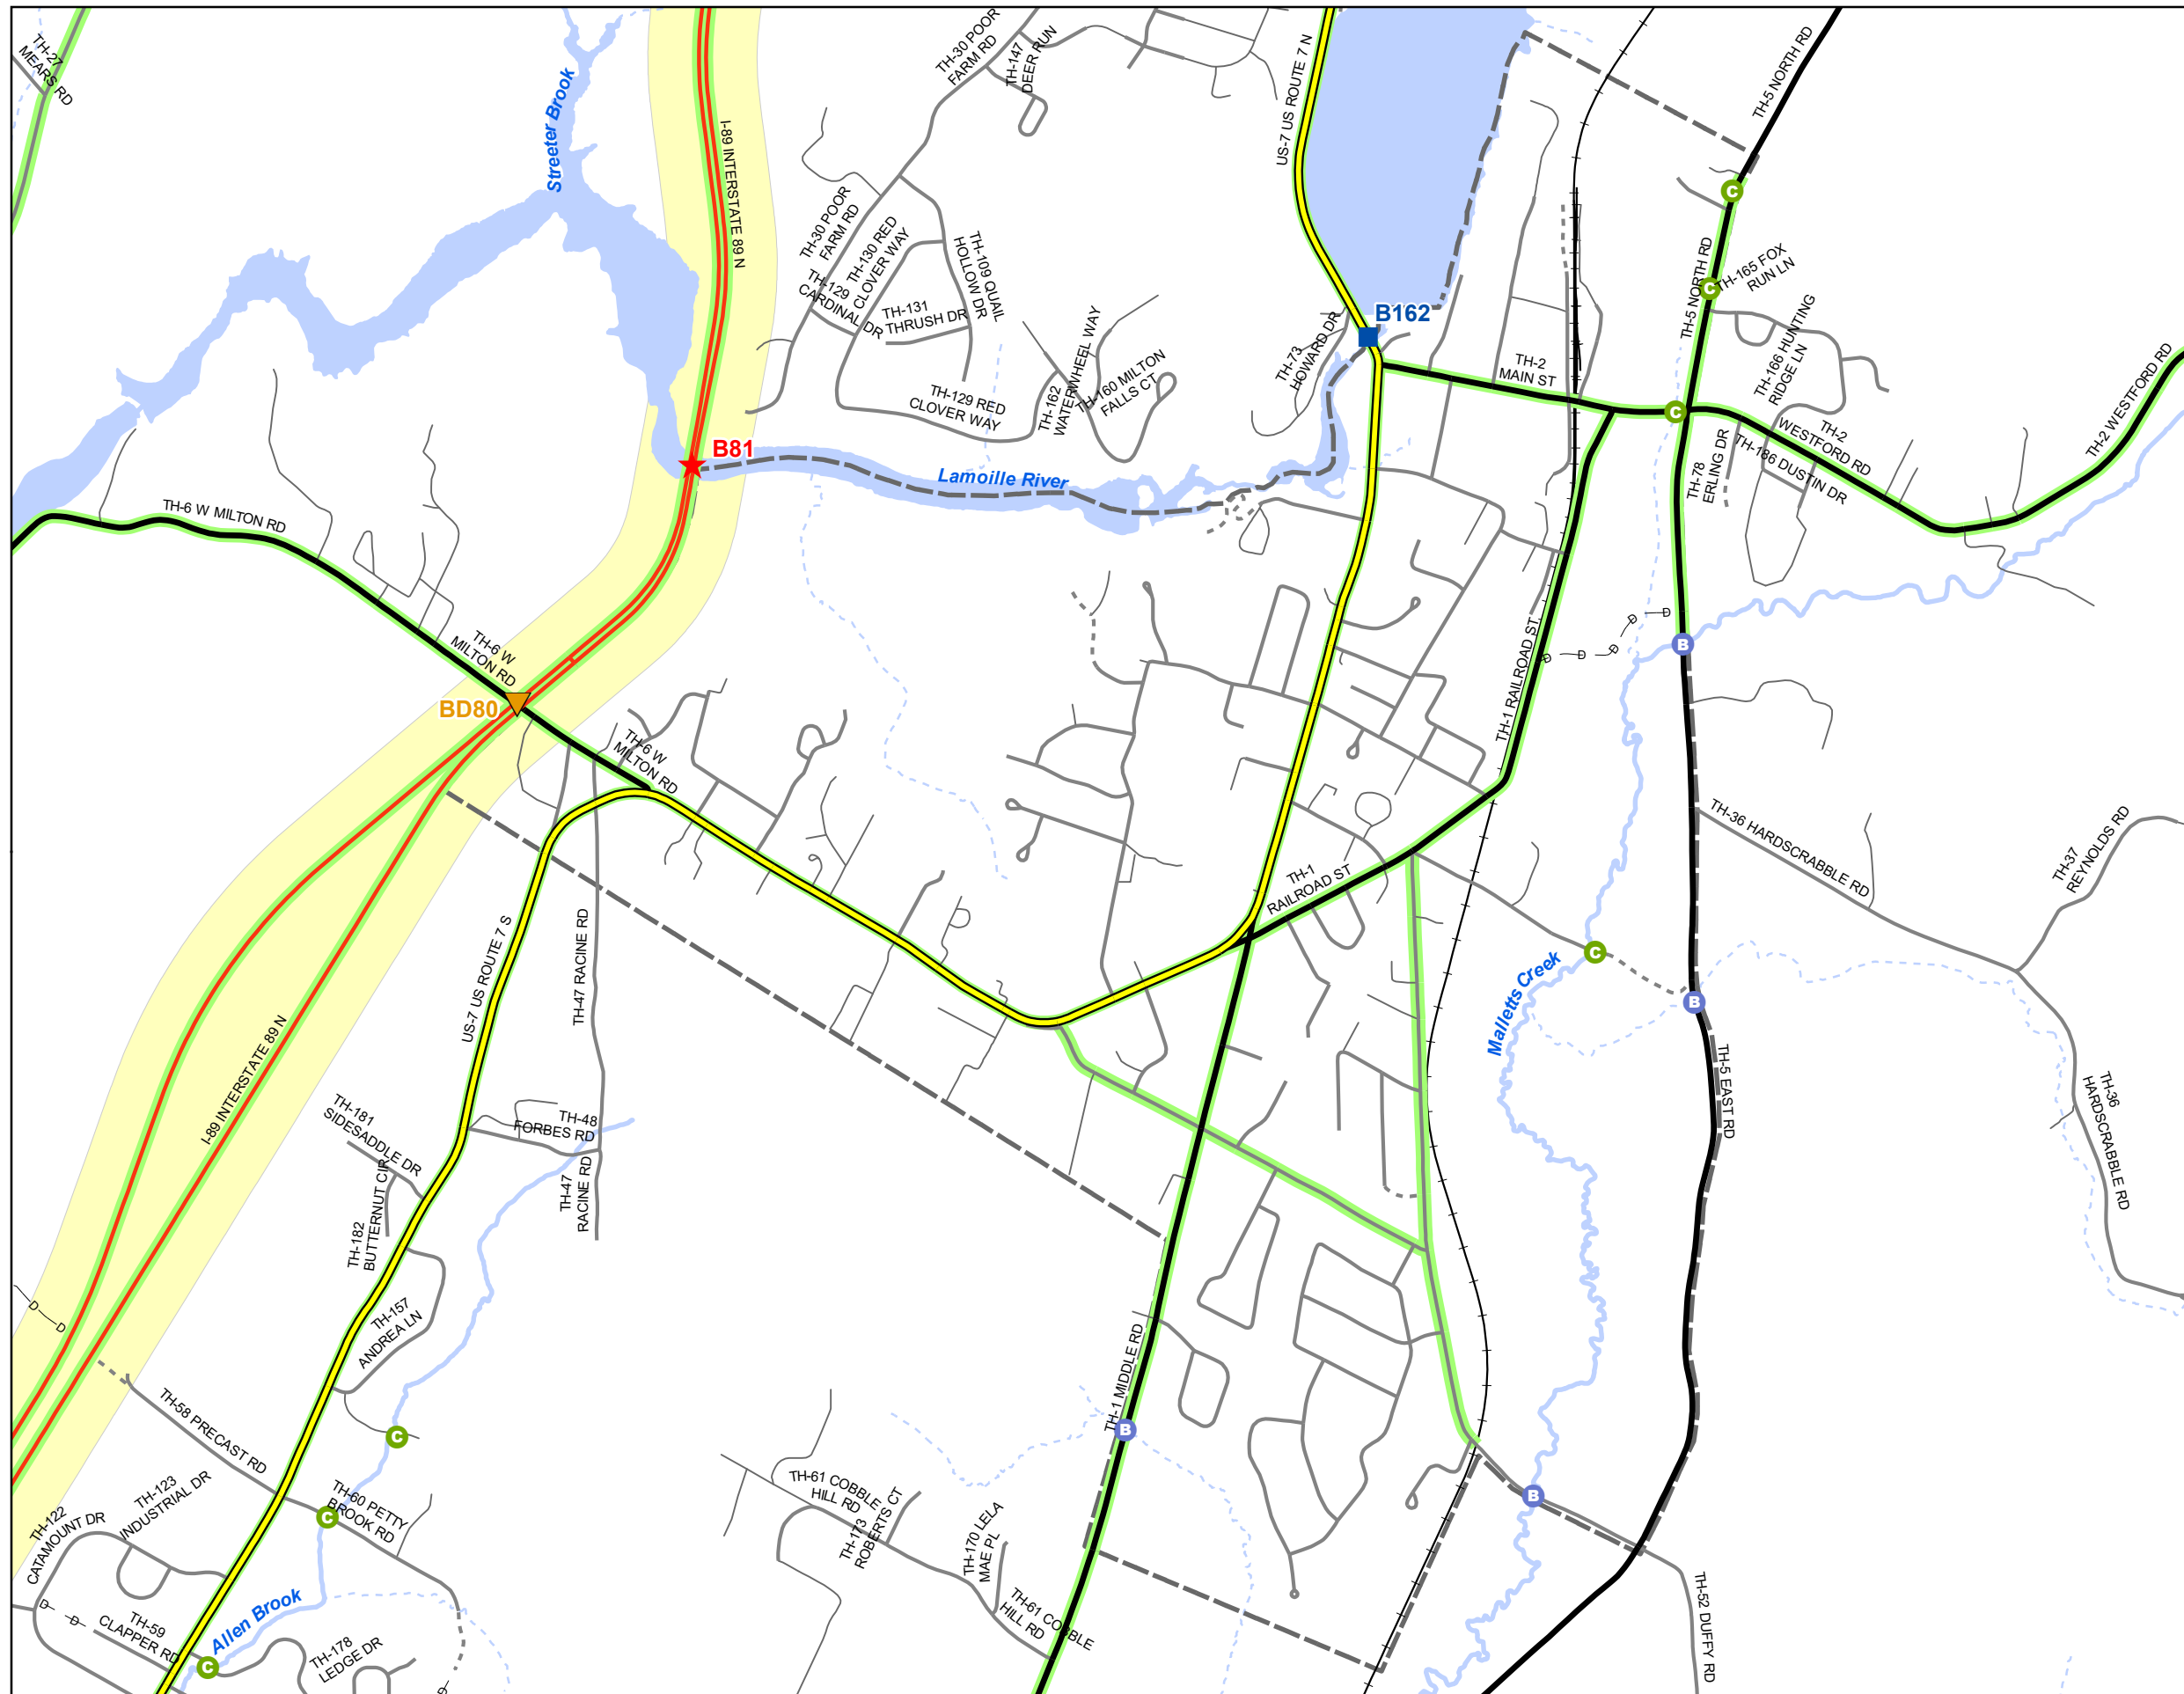 TH-27
MEARS RD
Streeter Brook
I-89 INTERSTATE 89 N
TH-30 POOR
FARM RD
TH-147
DEER RUN
US-7 US ROUTE 7 N
TH-5 NORTH RD
C
TH-30 POOR
FARM RD
TH-130 RED
CLOVER WAY
TH-109 QUAIL
HOLLOW DR
TH-129
CARDINAL DR
TH-131
THRUSH DR
TH-5 NORTH RD
C
TH-165 FOX
RUN LN
B162
TH-73
HOWARD DR
TH-162
WATERWHEEL WAY
TH-160 MILTON
FALLS CT
TH-129 RED
CLOVER WAY
TH-2
MAIN ST
C
TH-166 HUNTING
RIDGE LN
TH-2
WESTFORD RD
TH-2 WESTFORD RD
TH-186 DUSTIN DR
TH-78
ERLING DR
B81
Lamoille River
TH-6 W MILTON RD
TH-6 W
MILTON RD
BD80
TH-6 W
MILTON RD
TH-1 RAILROAD ST
D
D
D
D
D
B
TH-36 HARDSCRABBLE RD
TH-37
REYNOLDS RD
TH-1
RAILROAD ST
US-7 US ROUTE 7 S
TH-47 RACINE RD
Malletts Creek
C
B
TH-5 EAST RD
TH-36
HARDSCRABBLE RD
I-89 INTERSTATE 89 N
TH-181
SIDESADDLE DR
TH-48
FORBES RD
TH-47
RACINE RD
TH-182
BUTTERNUT CIR
TH-157
ANDREA LN
D
D
TH-1 MIDDLE RD
B
TH-58 PRECAST RD
C
TH-123
INDUSTRIAL DR
TH-122
CATAMOUNT DR
C
TH-60 PETTY
BROOK RD
TH-61 COBBLE
HILL RD
TH-173
ROBERTS CT
TH-170 LELA
MAE PL
TH-61 COBBLE
HILL RD
B
TH-52 DUFFY RD
D
D
TH-59
CLAPPER RD
Allen Brook
C
TH-178
LEDGE DR
D